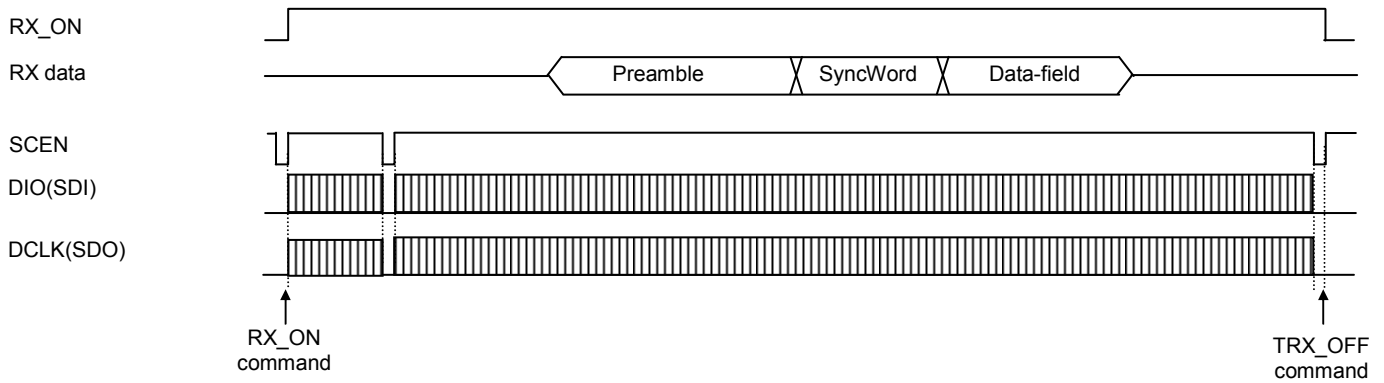 RX_ON
RX data
Preamble
SyncWord
Data-field
SCEN
DIO(SDI)
DCLK(SDO)
RX_ON
command
TRX_OFF
command